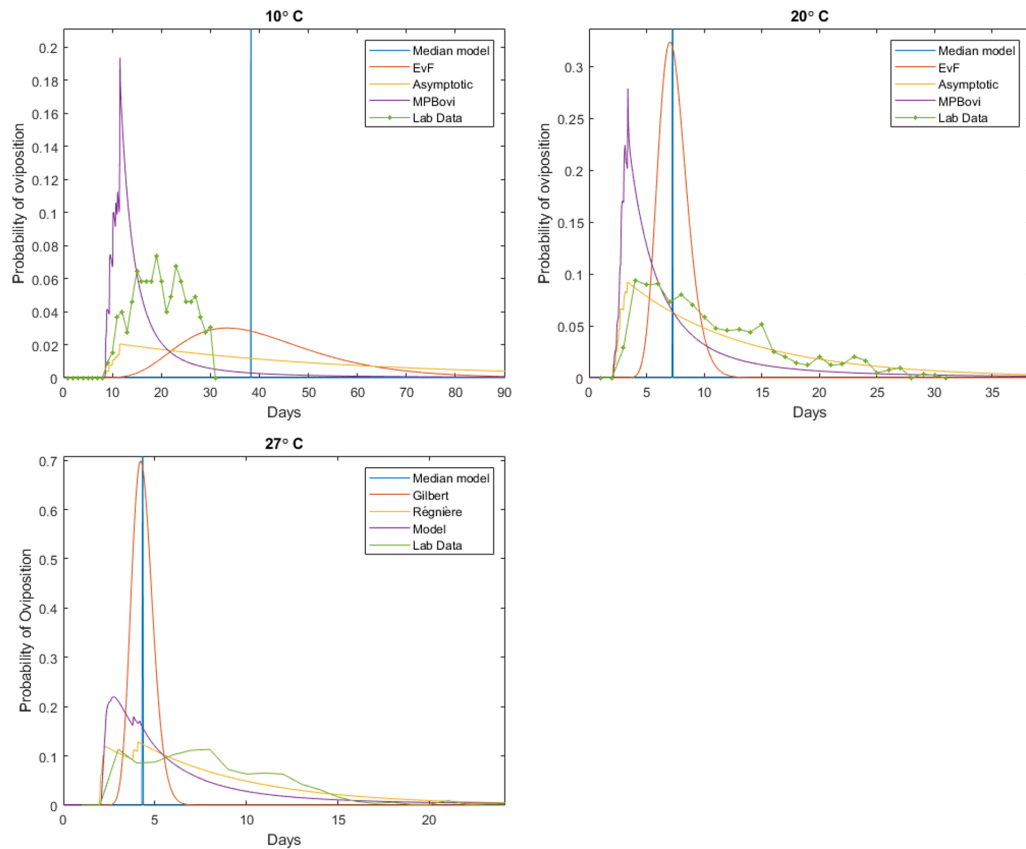 10° C
0.2
0.18
0.16
0.14
0.12
0.1
0.08
0.06
0.04
0.02
0
Probability of oviposition
0 10 20 30 40 50 60 70 80 90
Days
Median model
EvF
Asymptotic
MPBovi
Lab Data
20° C
0.3
0.25
0.2
0.15
0.1
0.05
0
Probability of oviposition
0 5 10 15 20 25 30 35
Days
Median model
EvF
Asymptotic
MPBovi
Lab Data
27° C
0.7
0.6
0.5
0.4
0.3
0.2
0.1
0
Probability of Oviposition
0 5 10 15 20
Days
Median model
Gilbert
Régnière
Model
Lab Data